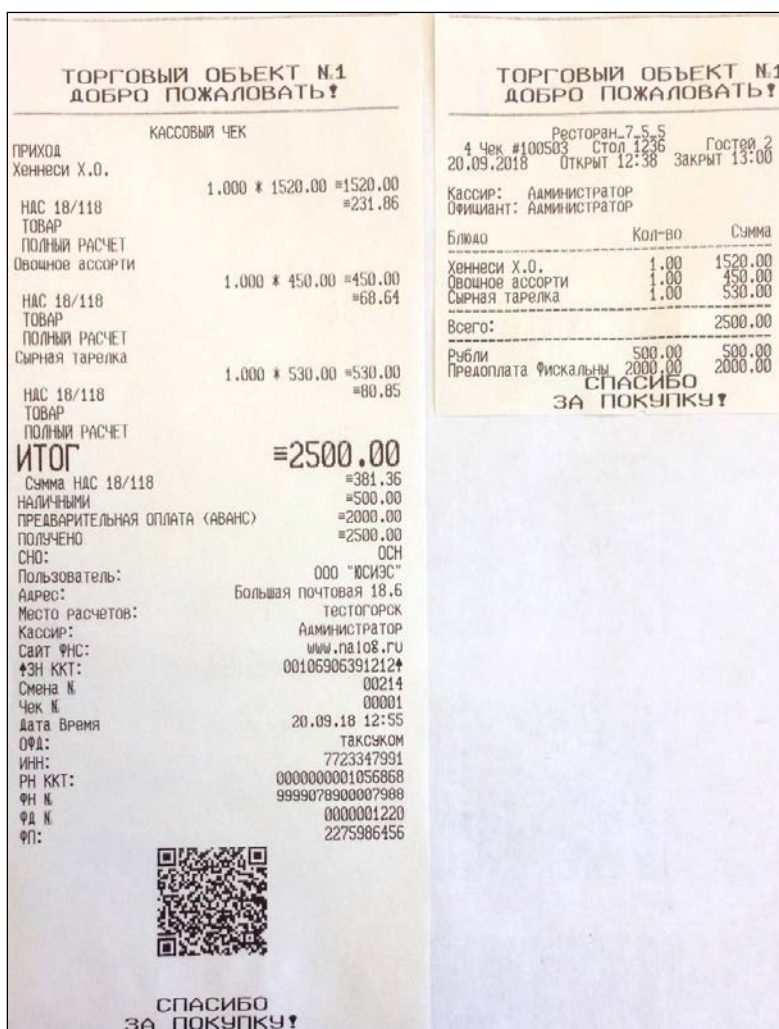 ТОРГОВЫЙ ОБЪЕКТ №1
ДОБРО ПОЖАЛОВАТЬ!
КАССОВЫЙ ЧЕК
ПРИХОД
Хеннеси Х.О.
1.000 * 1520.00 =1520.00
НДС 18/118 =231.86
ТОВАР
ПОЛНЫЙ РАСЧЕТ
Овощное ассорти
1.000 * 450.00 =450.00
НДС 18/118 =68.64
ТОВАР
ПОЛНЫЙ РАСЧЕТ
Сырная тарелка
1.000 * 530.00 =530.00
НДС 18/118 =80.85
ТОВАР
ПОЛНЫЙ РАСЧЕТ
ИТОГ ≡2500.00
Сумма НДС 18/118 =381.36
НАЛИЧНЫМИ =500.00
ПРЕДВАРИТЕЛЬНАЯ ОПЛАТА (АВАНС) =2000.00
ПОЛУЧЕНО =2500.00
СНО: ОСН
Пользователь: ООО "ЮСИЭС"
Адрес: Большая почтовая 18.6
Место расчетов: тестогорск
Кассир: Администратор
Сайт ФНС: www.nalog.ru
ЗН ККТ: 00106906391212
Смена № 00214
Чек № 00001
Дата Время 20.09.18 12:55
ОФД: таксуком
ИНН: 7723347991
РН ККТ: 0000000001056868
ФН № 9999078900007988
ФД № 0000001220
ФП: 2275986456
СПАСИБО
ЗА ПОКУПКУ!
ТОРГОВЫЙ ОБЪЕКТ №1
ДОБРО ПОЖАЛОВАТЬ!
Ресторан_7_5_5
4 Чек #100503 Стол 1236 Гостей 2
20.09.2018 Открыт 12:38 Закрыт 13:00
Кассир: Администратор
Официант: Администратор
Блюдо Кол-во Сумма
Хеннеси Х.О. 1.00 1520.00
Овощное ассорти 1.00 450.00
Сырная тарелка 1.00 530.00
Всего: 2500.00
Рубли 500.00 500.00
Предоплата Фискальны 2000.00 2000.00
СПАСИБО
ЗА ПОКУПКУ!